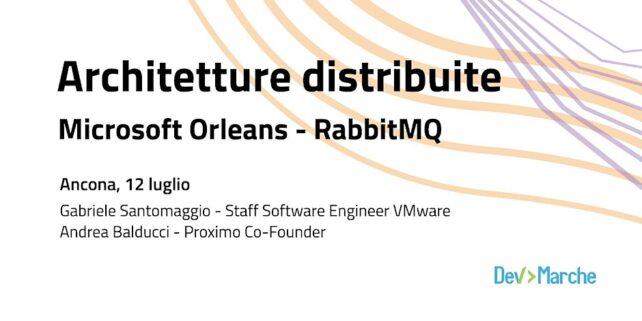 Architetture distribuite
Microsoft Orleans - RabbitMQ
Ancona, 12 luglio
Gabriele Santomaggio - Staff Software Engineer VMware
Andrea Balducci - Proximo Co-Founder
Dev>Marche